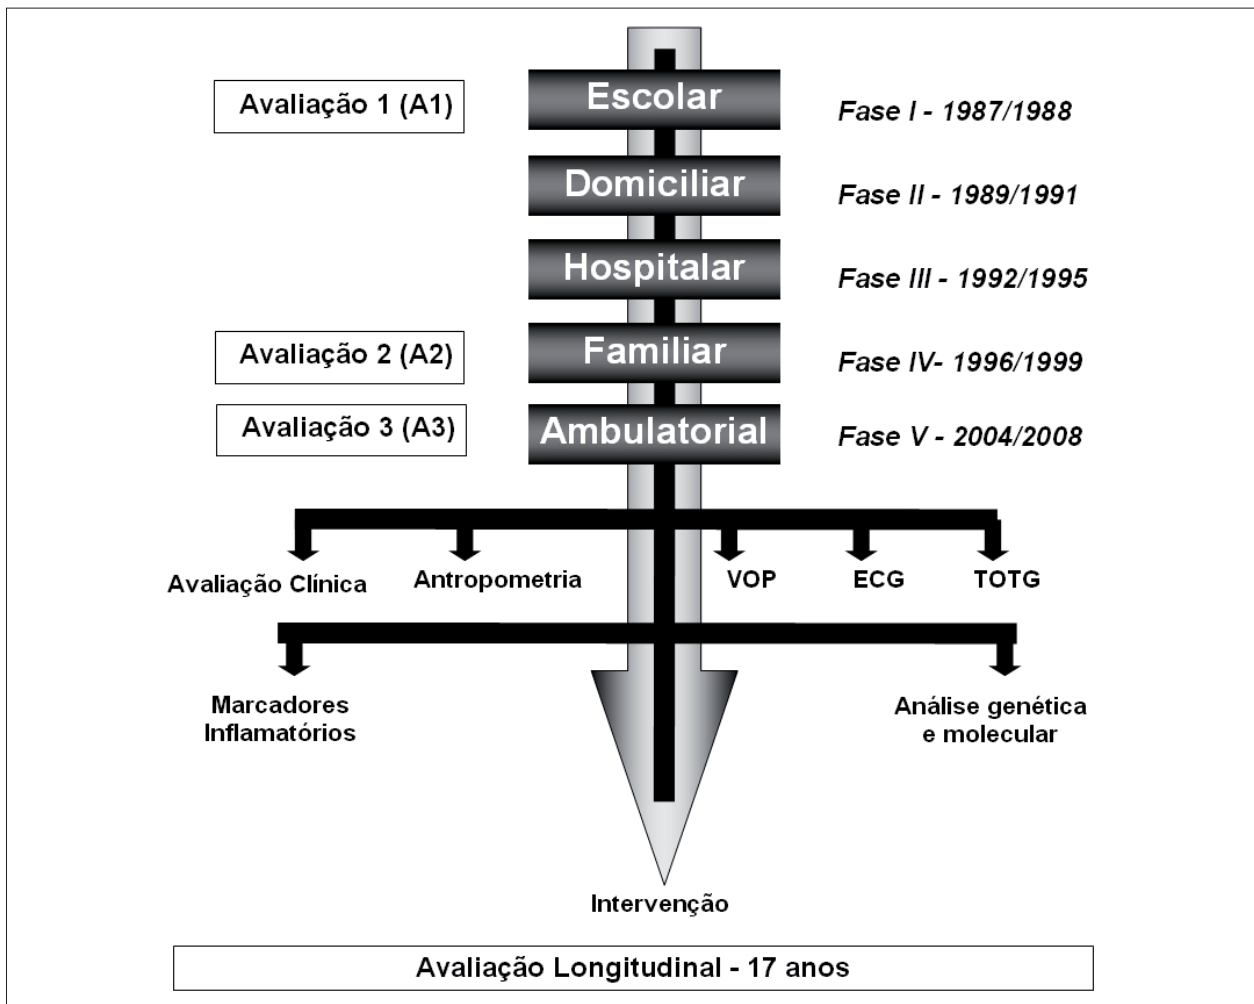 Avaliação 1 (A1)
Escolar
Fase I - 1987/1988
Domiciliar
Fase II - 1989/1991
Hospitalar
Fase III - 1992/1995
Avaliação 2 (A2)
Familiar
Fase IV- 1996/1999
Avaliação 3 (A3)
Ambulatorial
Fase V - 2004/2008
Avaliação Clínica
Antropometria
VOP
ECG
TOTG
Marcadores
Inflamatórios
Análise genética
e molecular
Intervenção
Avaliação Longitudinal - 17 anos